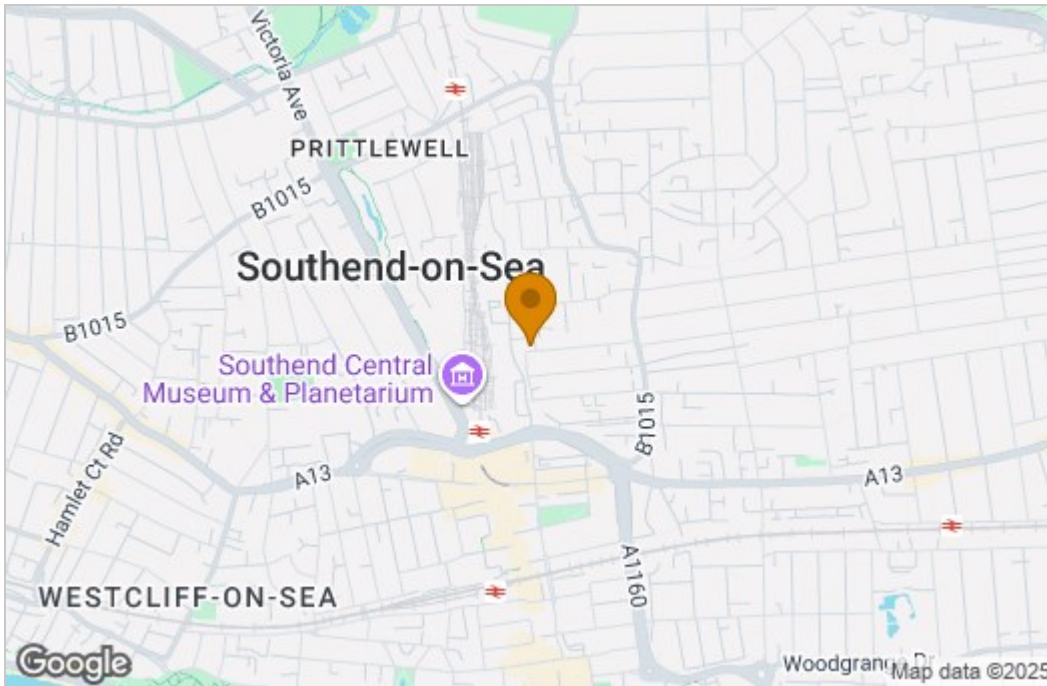 Victoria Ave
PRITTLEWELL
B1015
Southend-on-Sea
B1015
Southend Central
Museum & Planetarium
B1015
Hamlet Ct Rd
A13
A13
A1160
WESTCLIFF-ON-SEA
Google
Woodgrange Dr
Map data ©2025